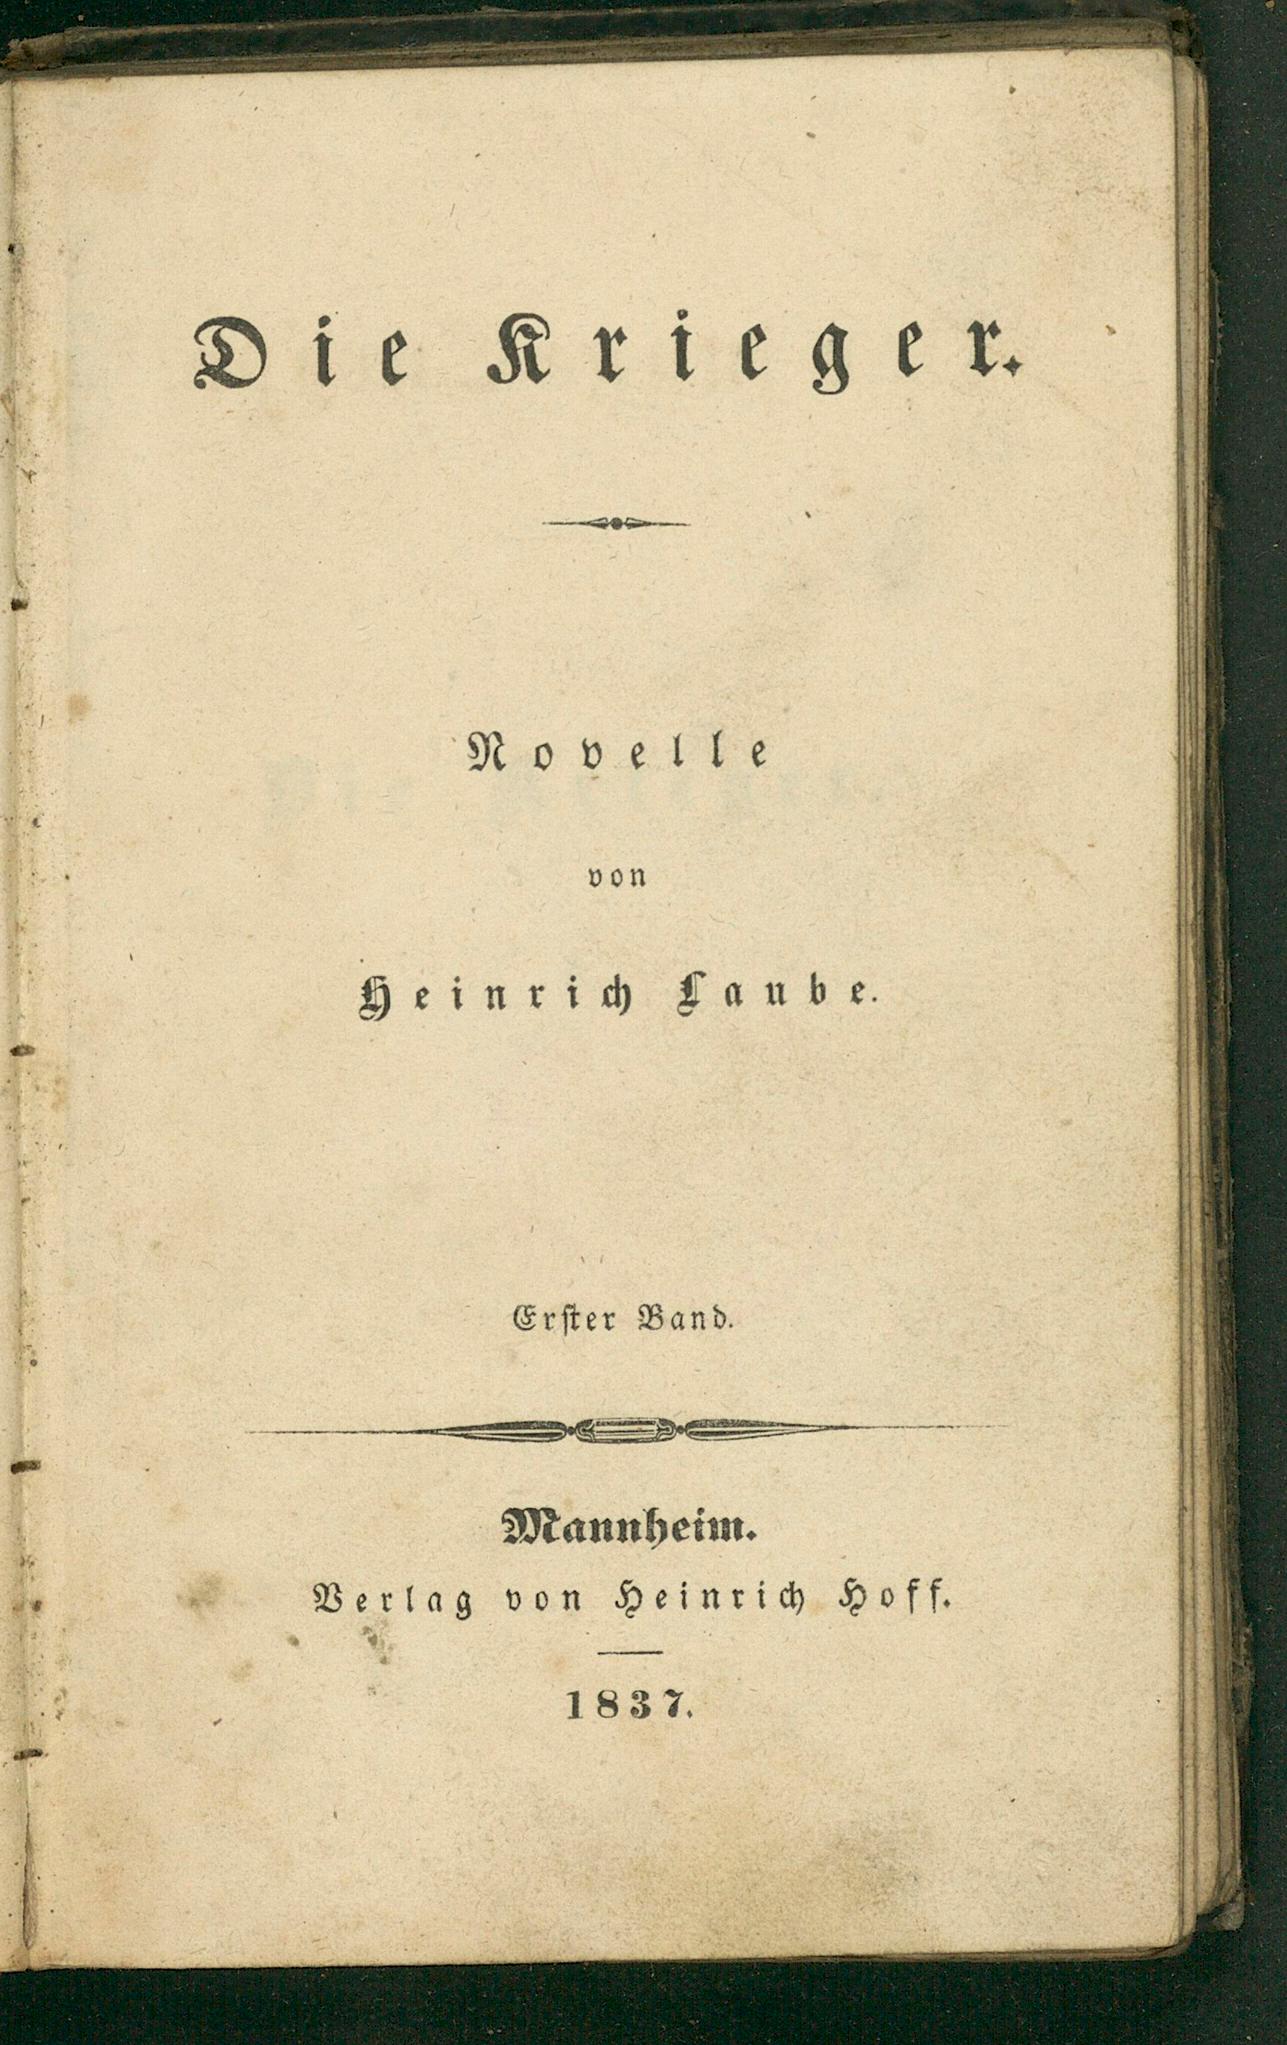 Die Krieger.
Novelle
von
Heinrich Laube.
Erſter Band.
Mannheim.
Verlag von Heinrich Hoff.
1837.